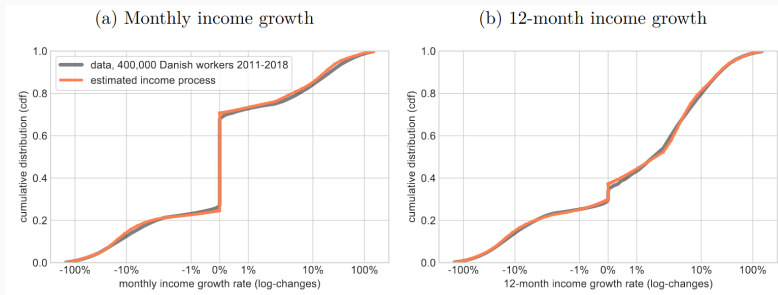 (a) Monthly income growth
1.0
0.8
0.6
0.4
0.2
0.0
cumulative distribution (cdf)
data, 400,000 Danish workers 2011-2018
estimated income process
-100% -10% -1% 0% 1% 10% 100%
monthly income growth rate (log-changes)
(b) 12-month income growth
1.0
0.8
0.6
0.4
0.2
0.0
cumulative distribution (cdf)
-100% -10% -1% 0% 1% 10% 100%
12-month income growth rate (log-changes)